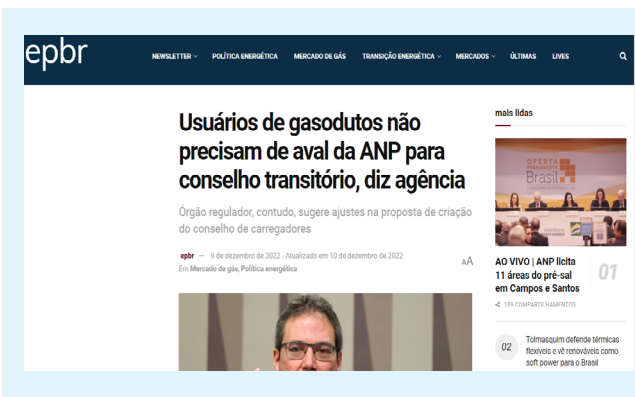 epbr
NEWSLETTER
POLÍTICA ENERGÉTICA
MERCADO DE GÁS
TRANSIÇÃO ENERGÉTICA
MERCADOS
ÚLTIMAS
LIVES
Usuários de gasodutos não
precisam de aval da ANP para
conselho transitório, diz agência
Órgão regulador, contudo, sugere ajustes na proposta de criação
do conselho de carregadores
epbr — 9 de dezembro de 2022 - Atualizado em 10 de dezembro de 2022
Em Mercado de gás, Política energética
AA
mais lidas
OFERTA
PERMANENTE
Brasil
AO VIVO | ANP licita
11 áreas do pré-sal
em Campos e Santos
01
189 COMPARTILHAMENTOS
02
Tolmasquim defende térmicas
flexíveis e vê renováveis como
soft power para o Brasil